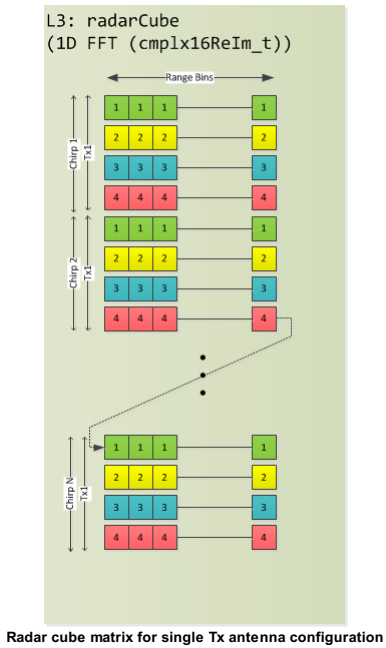 L3: radarCube
(1D FFT (cmplx16ReIm_t))
Range Bins
Chirp 1
Tx1
1 1 1 1
2 2 2 2
3 3 3 3
4 4 4 4
Chirp 2
Tx1
1 1 1 1
2 2 2 2
3 3 3 3
4 4 4 4
Chirp N
Tx1
1 1 1 1
2 2 2 2
3 3 3 3
4 4 4 4
Radar cube matrix for single Tx antenna configuration